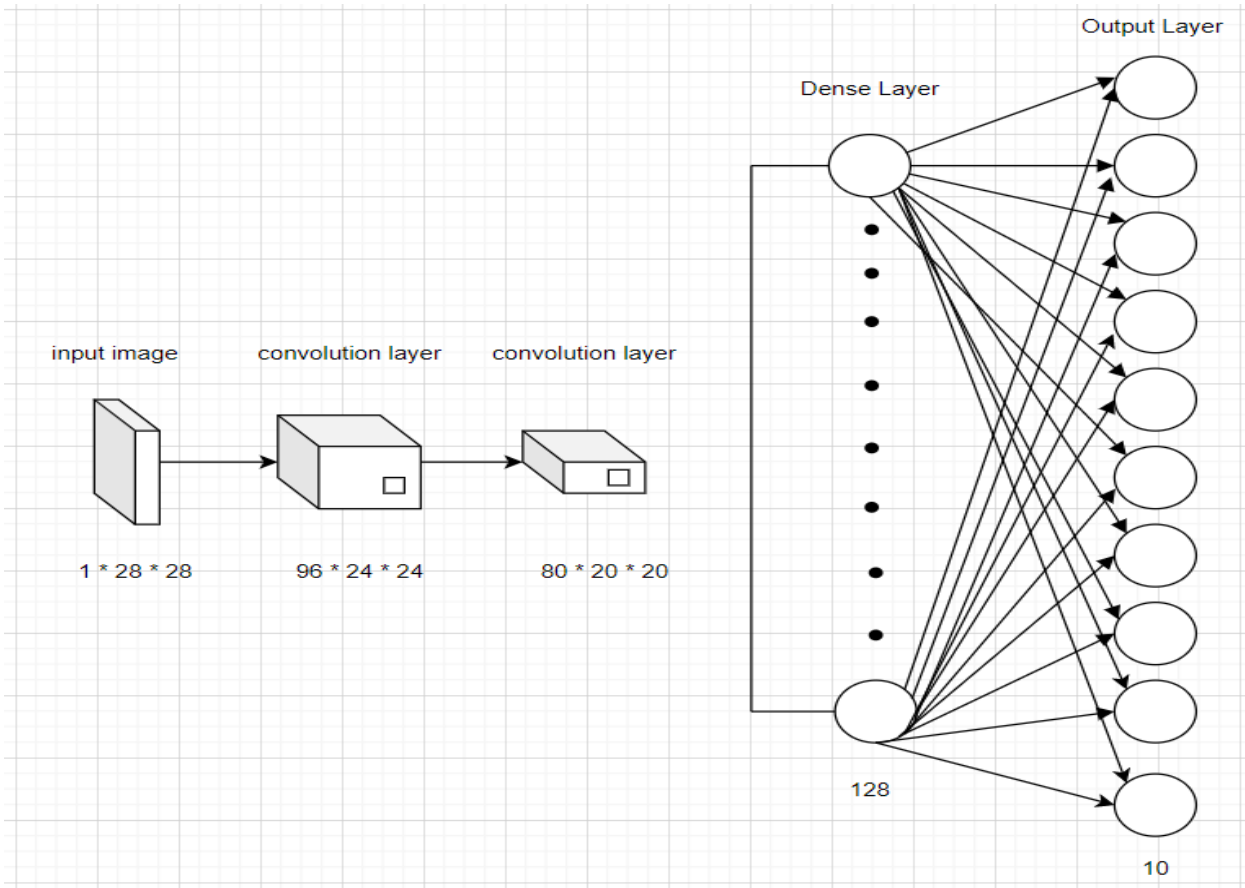 Output Layer
Dense Layer
input image
convolution layer
convolution layer
1 * 28 * 28
96 * 24 * 24
80 * 20 * 20
128
10